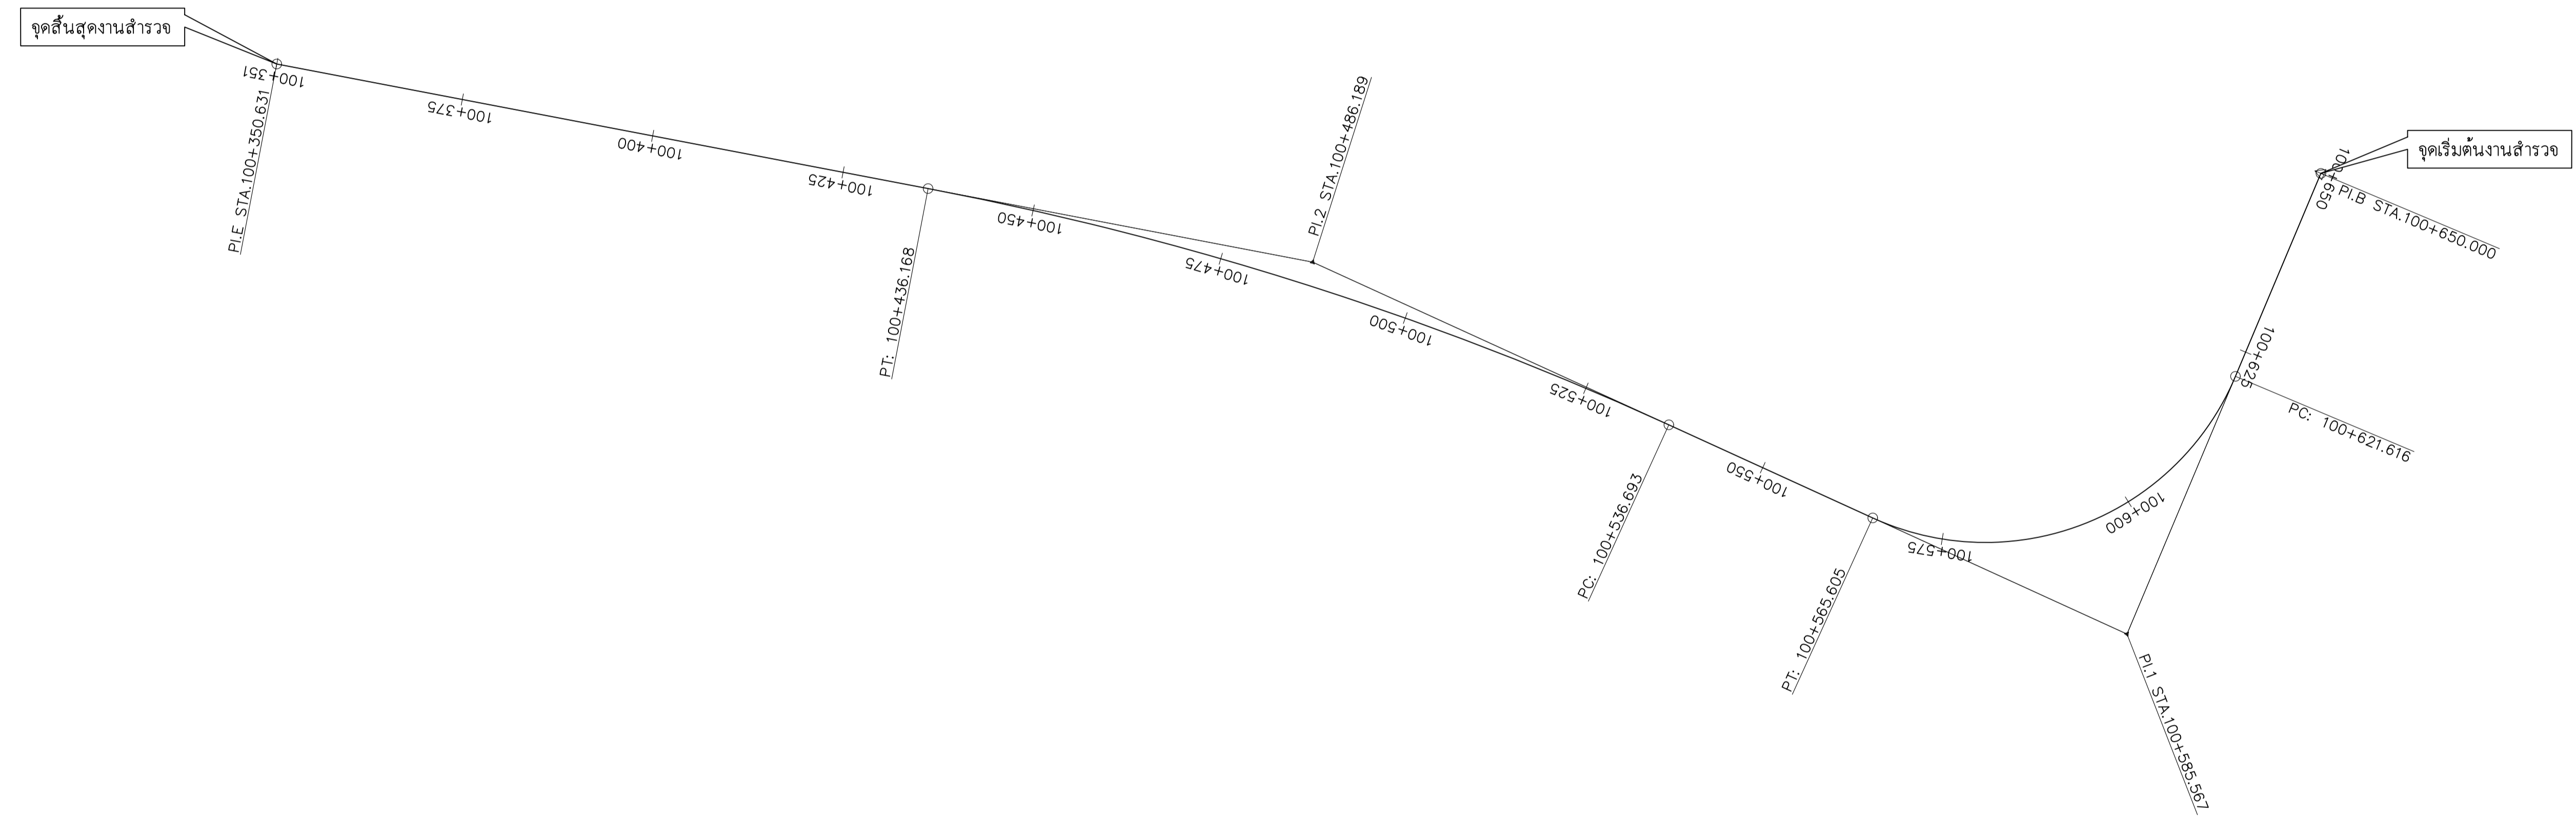 จุดสิ้นสุดงานสำรวจ
100+351
PI.E STA.100+350.631
100+375
100+400
100+425
PT: 100+436.168
100+450
100+475
PI.2 STA.100+486.189
100+500
100+525
PC: 100+536.693
100+550
PT: 100+565.605
100+575
PI.1 STA.100+585.567
100+600
PC: 100+621.616
100+625
PI.B STA.100+650.000
100+650
จุดเริ่มต้นงานสำรวจ